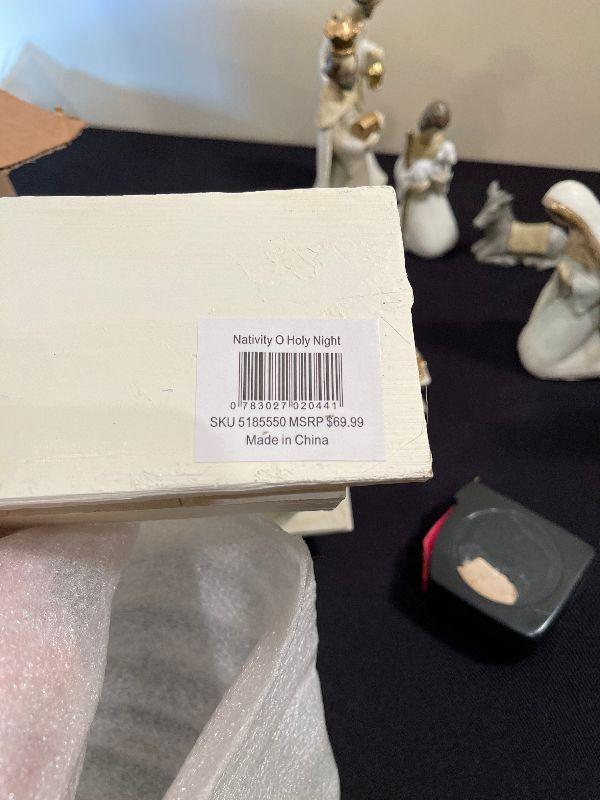 Nativity O Holy Night
0 783027 020441
SKU 5185550 MSRP $69.99
Made in China